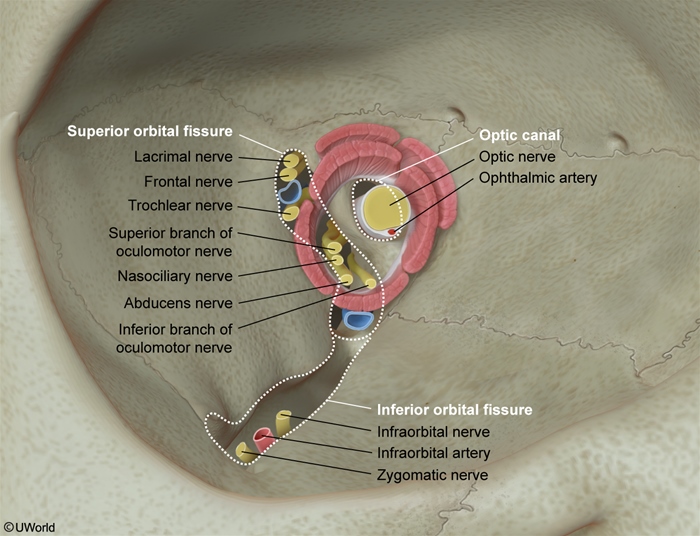 Superior orbital fissure
Lacrimal nerve
Frontal nerve
Trochlear nerve
Superior branch of
oculomotor nerve
Nasociliary nerve
Abducens nerve
Inferior branch of
oculomotor nerve
Optic canal
Optic nerve
Ophthalmic artery
Inferior orbital fissure
Infraorbital nerve
Infraorbital artery
Zygomatic nerve
©UWorld